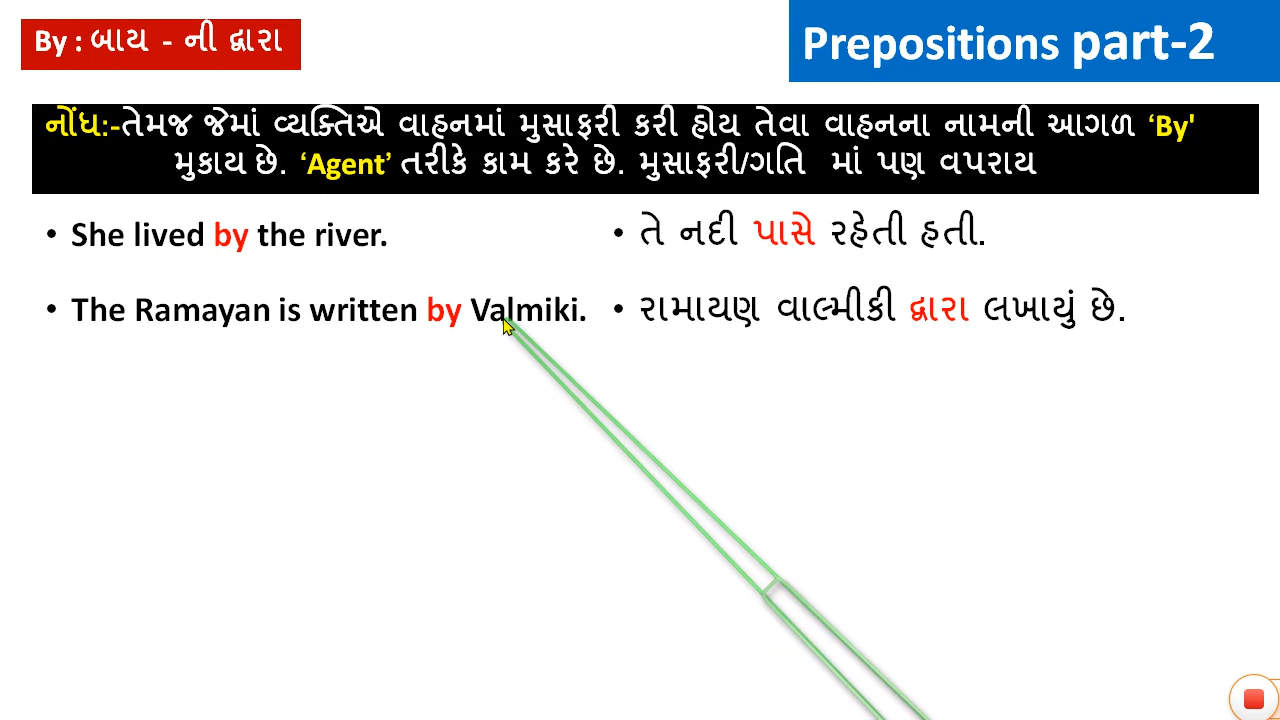 By : બાય - ની દ્વારા
Prepositions part-2
નોંધ:-તેમજ જેમાં વ્યક્તિએ વાહનમાં મુસાફરી કરી હોય તેવા વાહનના નામની આગળ ‘By'
મુકાય છે. ‘Agent’ તરીકે કામ કરે છે. મુસાફરી/ગતિ માં પણ વપરાય
• She lived by the river.
• તે નદી પાસે રહેતી હતી.
• The Ramayan is written by Valmiki.
• રામાયણ વાલ્મીકી દ્વારા લખાયું છે.